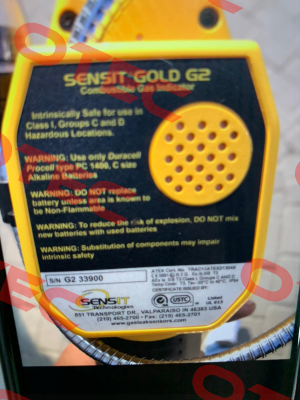 SENSIT® GOLD G2
Combustible Gas Indicator
Intrinsically Safe for use in
Class I, Groups C and D
Hazardous Locations.
WARNING: Use only Duracell
Procell type PC 1400, C size
Alkaline Batteries
WARNING: DO NOT replace
battery unless area is known to
be Non-Flammable
WARNING: To reduce the risk of explosion, DO NOT mix
new batteries with used batteries
WARNING: Substitution of components may impair
intrinsic safety
S/N G2 33900
SENSIT
Technologies
851 TRANSPORT DR., VALPARAISO IN 46383 USA
(219) 465-2700 • Fax: (219) 465-2701
www.gasleaksensors.com